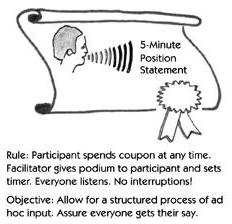 5-Minute
Position
Statement
Rule: Participant spends coupon at any time.
Facilitator gives podium to participant and sets
timer. Everyone listens. No interruptions!
Objective: Allow for a structured process of ad
hoc input. Assure everyone gets their say.